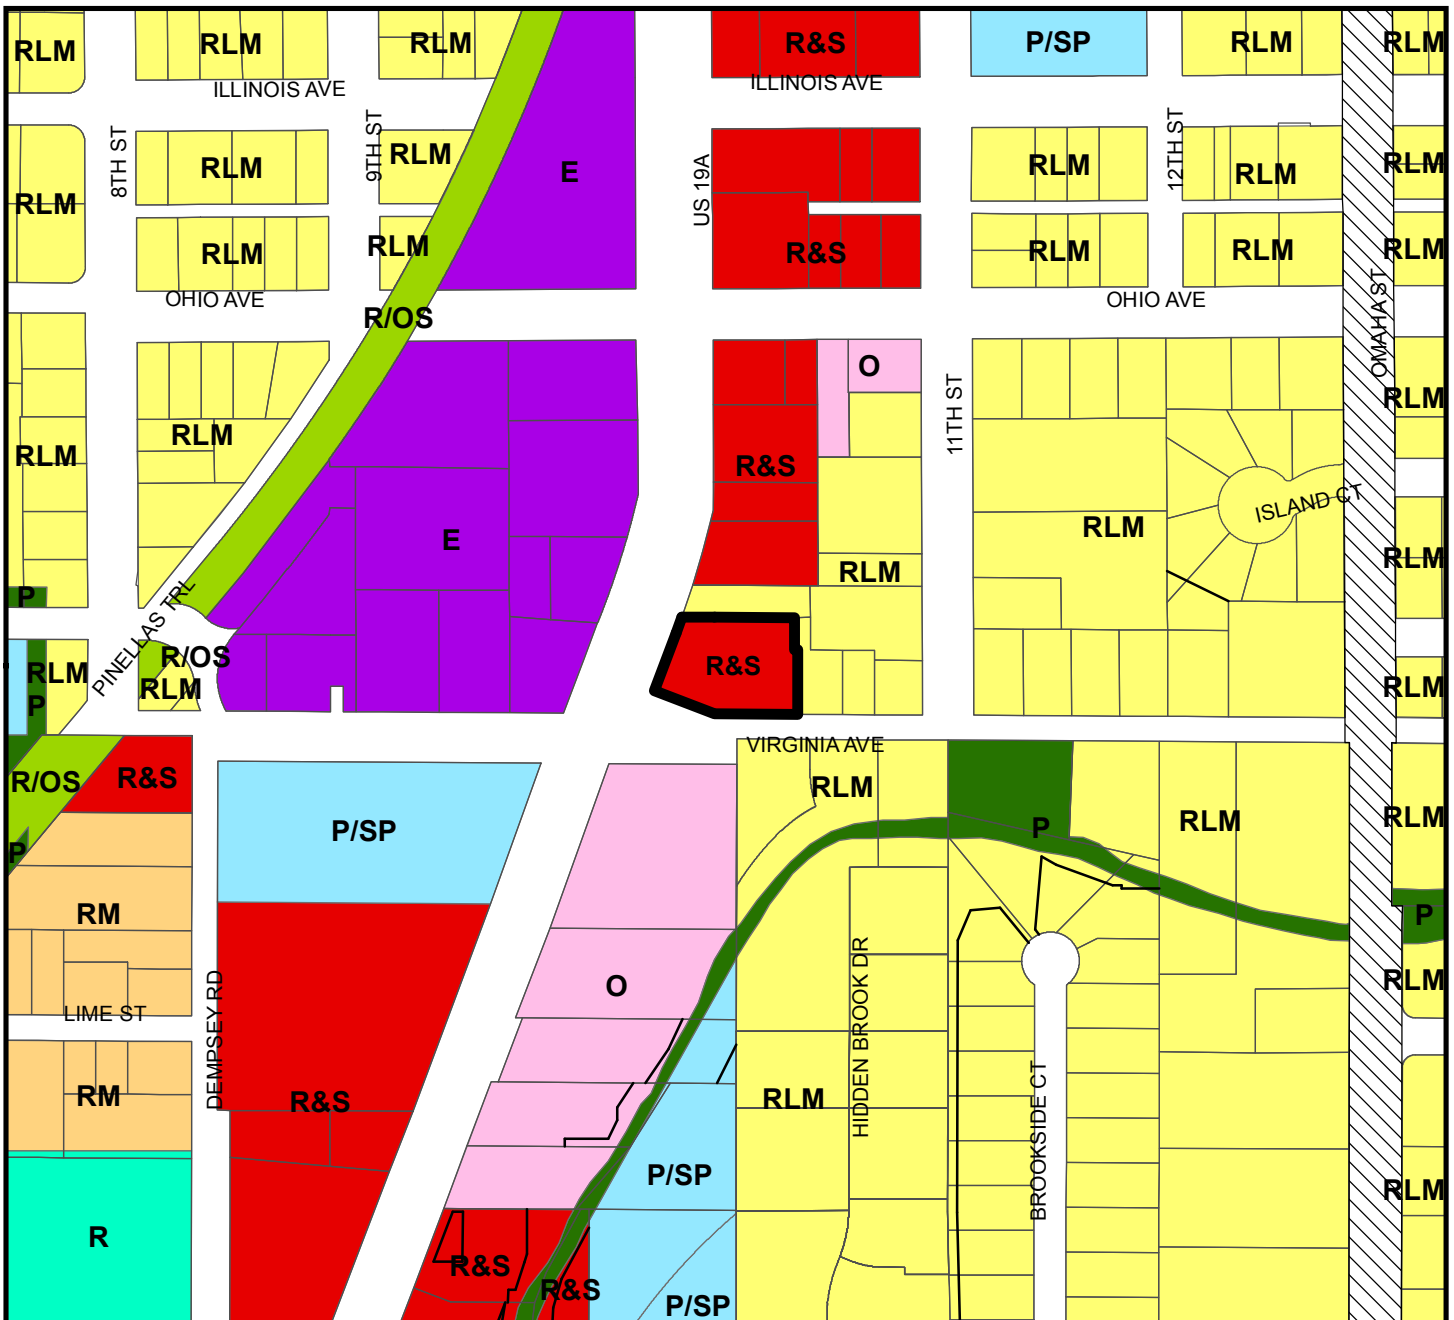 RLM
RLM
RLM
R&S
P/SP
RLM
RLM
ILLINOIS AVE
ILLINOIS AVE
8TH ST
9TH ST
US 19A
12TH ST
RLM
RLM
E
RLM
RLM
RLM
RLM
RLM
RLM
RLM
R&S
RLM
RLM
RLM
OHIO AVE
OHIO AVE
R/OS
OMAHA ST
O
11TH ST
RLM
RLM
RLM
R&S
ISLAND CT
RLM
E
RLM
RLM
P
PINELLAS TRL
R/OS
RLM
RLM
R&S
RLM
P
VIRGINIA AVE
R/OS
R&S
RLM
P/SP
P
RLM
RLM
P
RM
P
HIDDEN BROOK DR
RLM
O
LIME ST
DEMPSEY RD
RM
R&S
RLM
BROOKSIDE CT
P/SP
RLM
R
R&S
R&S
P/SP